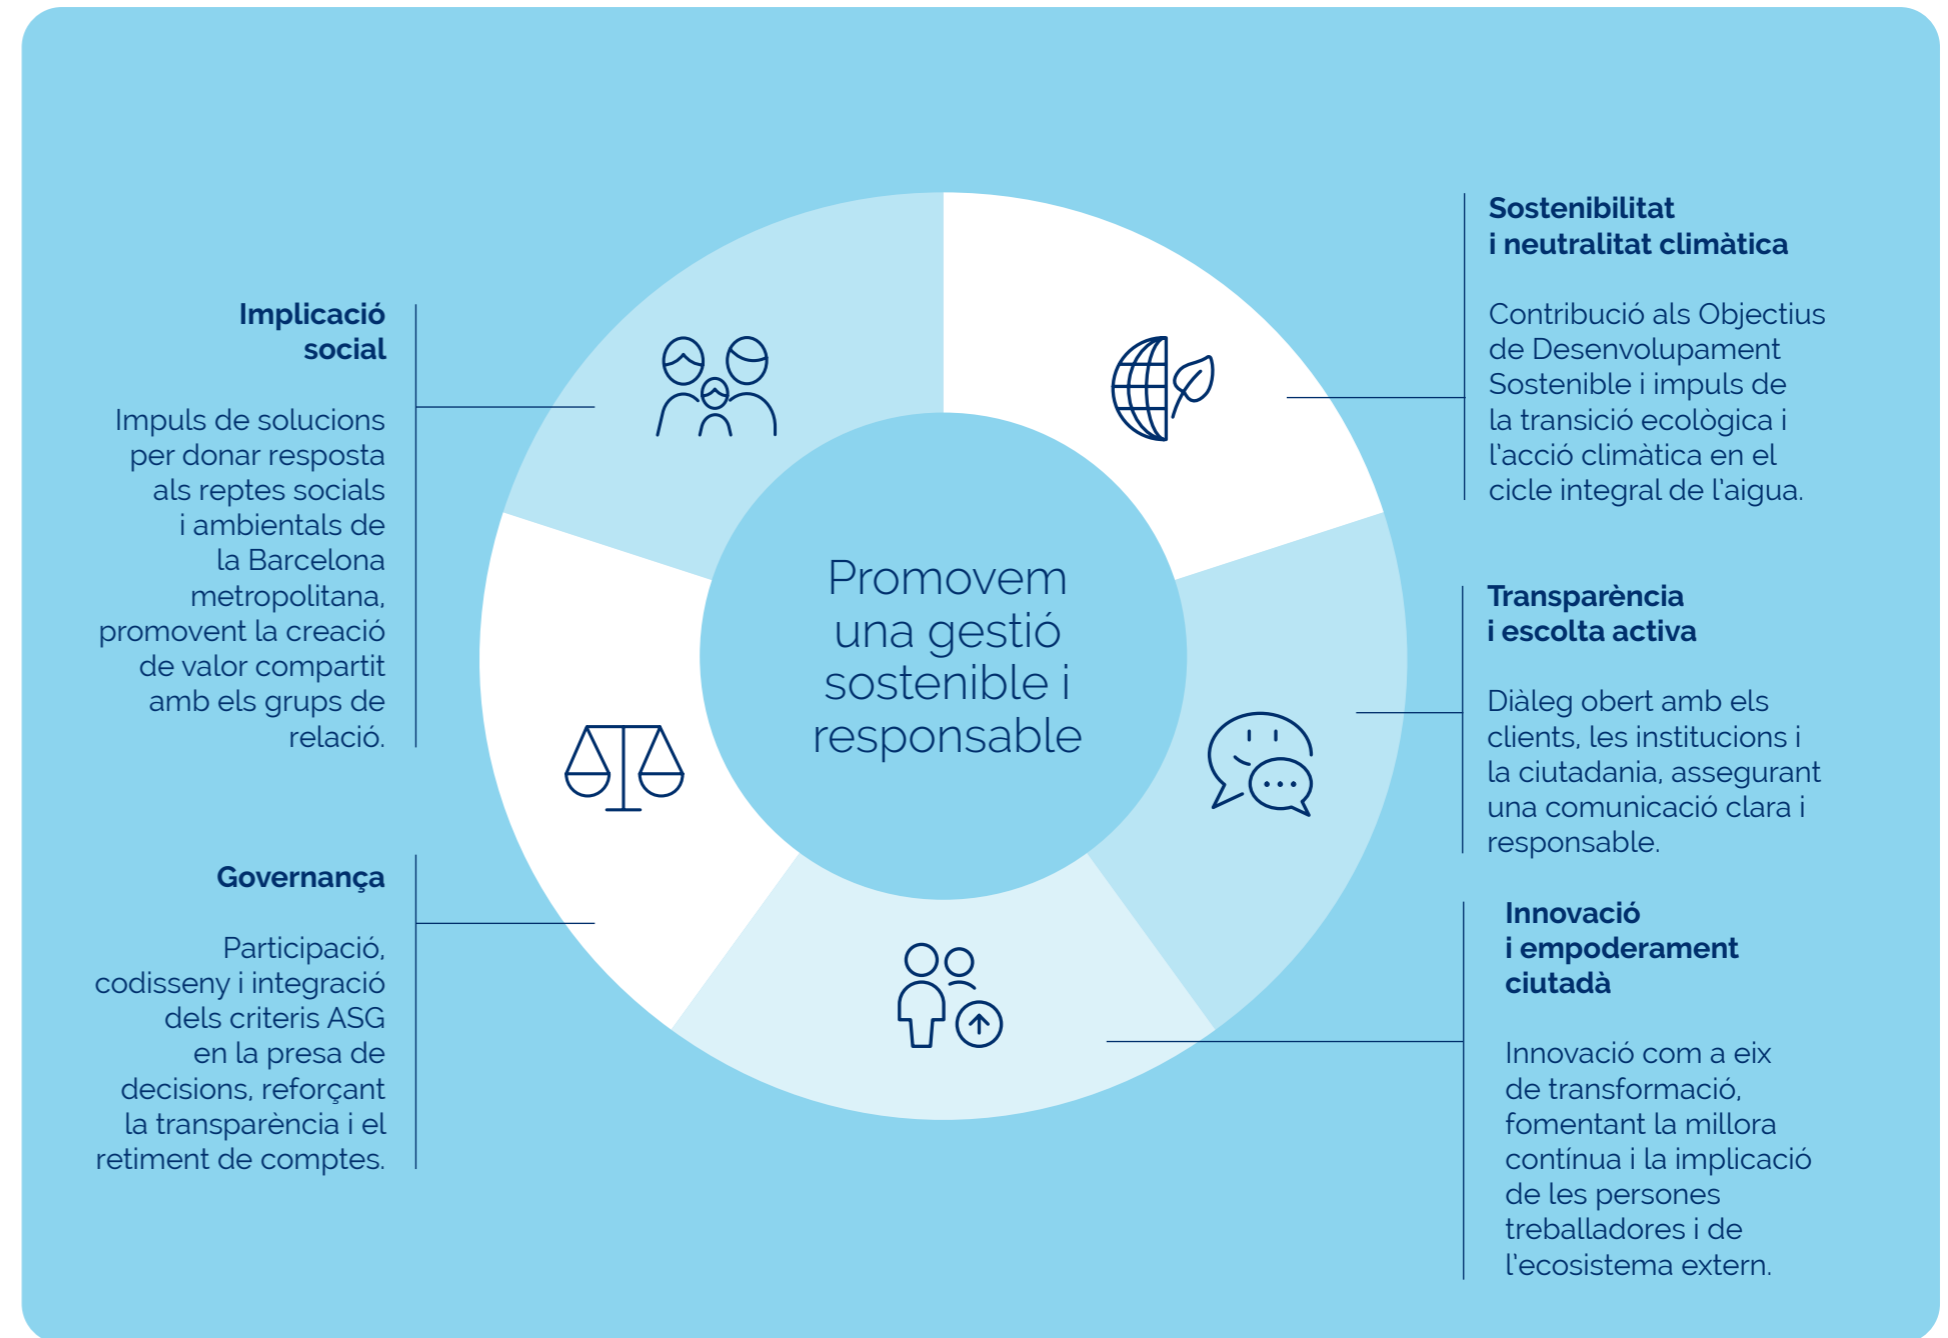 Promovem
una gestió
sostenible i
responsable
Sostenibilitat
i neutralitat climàtica
Contribució als Objectius
de Desenvolupament
Sostenible i impuls de
la transició ecològica i
l'acció climàtica en el
cicle integral de l'aigua.
Transparència
i escolta activa
Diàleg obert amb els
clients, les institucions i
la ciutadania, assegurant
una comunicació clara i
responsable.
Innovació
i empoderament
ciutadà
Innovació com a eix
de transformació,
fomentant la millora
contínua i la implicació
de les persones
treballadores i de
l'ecosistema extern.
Governança
Participació,
codisseny i integració
dels criteris ASG
en la presa de
decisions, reforçant
la transparència i el
retiment de comptes.
Implicació
social
Impuls de solucions
per donar resposta
als reptes socials
i ambientals de
la Barcelona
metropolitana,
promovent la creació
de valor compartit
amb els grups de
relació.